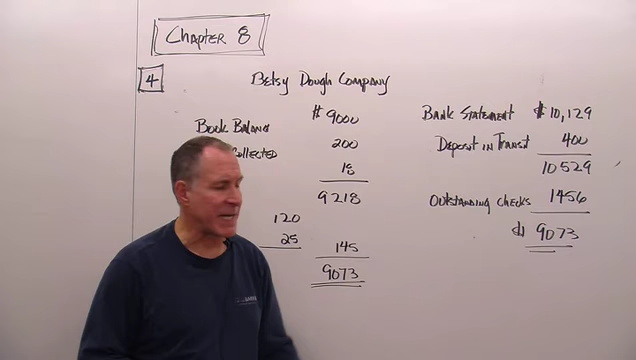 Chapter 8
4
Betsy Dough Company
$ 9000
Book Balance
200
Collected
18
9218
120
25
145
9073
Bank Statement $ 10,129
Deposit in Transit 400
10529
Outstanding Checks 1456
$ 9073